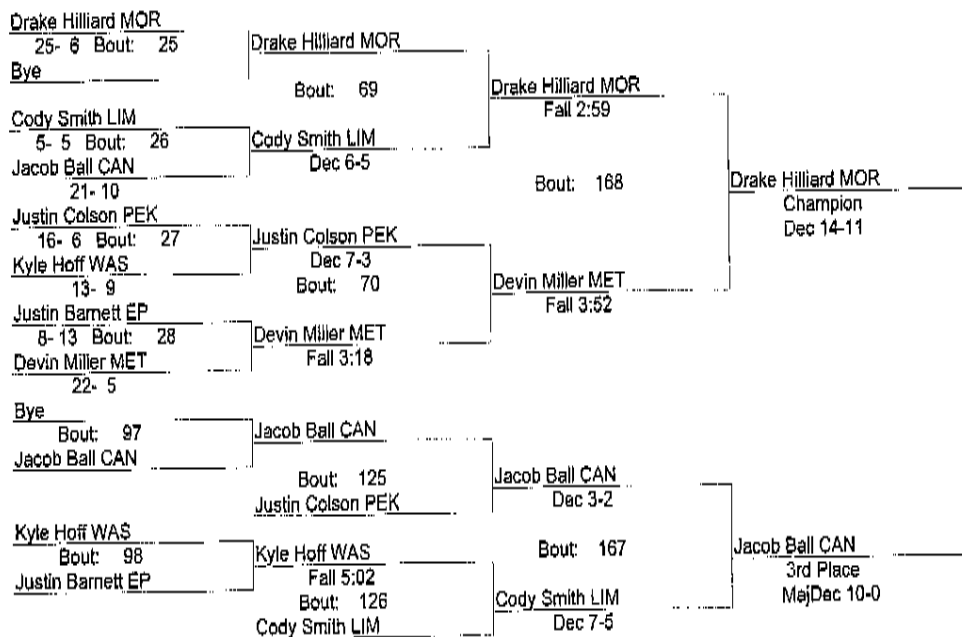 Drake Hilliard MOR
25- 6 Bout: 25
Bye
Drake Hilliard MOR
Bout: 69
Cody Smith LIM
5- 5 Bout: 26
Jacob Ball CAN
21- 10
Cody Smith LIM
Dec 6-5
Drake Hilliard MOR
Fall 2:59
Bout: 168
Justin Colson PEK
16- 6 Bout: 27
Kyle Hoff WAS
13- 9
Justin Colson PEK
Dec 7-3
Bout: 70
Justin Barnett EP
8- 13 Bout: 28
Devin Miller MET
22- 5
Devin Miller MET
Fall 3:18
Devin Miller MET
Fall 3:52
Drake Hilliard MOR
Champion
Dec 14-11
Bye
Bout: 97
Jacob Ball CAN
Jacob Ball CAN
Bout: 125
Justin Colson PEK
Jacob Ball CAN
Dec 3-2
Bout: 167
Kyle Hoff WAS
Bout: 98
Justin Barnett EP
Kyle Hoff WAS
Fall 5:02
Bout: 126
Cody Smith LIM
Cody Smith LIM
Dec 7-5
Jacob Ball CAN
3rd Place
MajDec 10-0